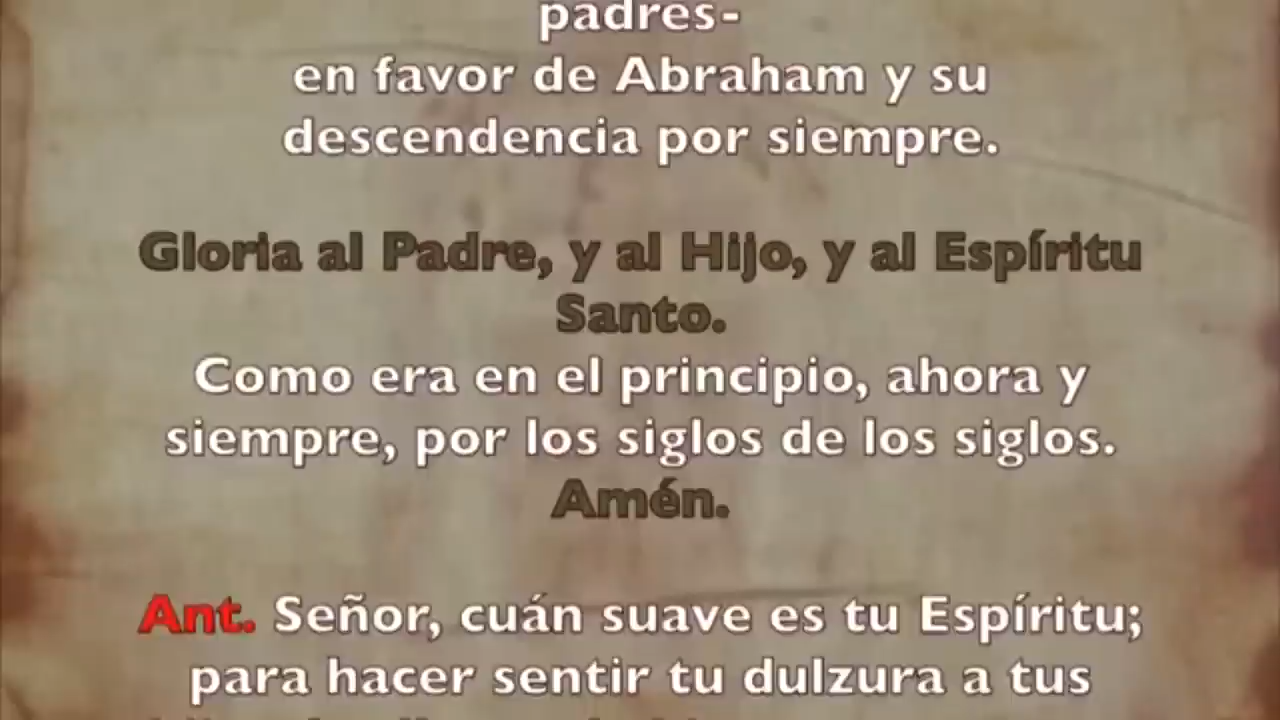 padres-
en favor de Abraham y su
descendencia por siempre.
Gloria al Padre, y al Hijo, y al Espíritu
Santo.
Como era en el principio, ahora y
siempre, por los siglos de los siglos.
Amén.
Ant. Señor, cuán suave es tu Espíritu;
para hacer sentir tu dulzura a tus